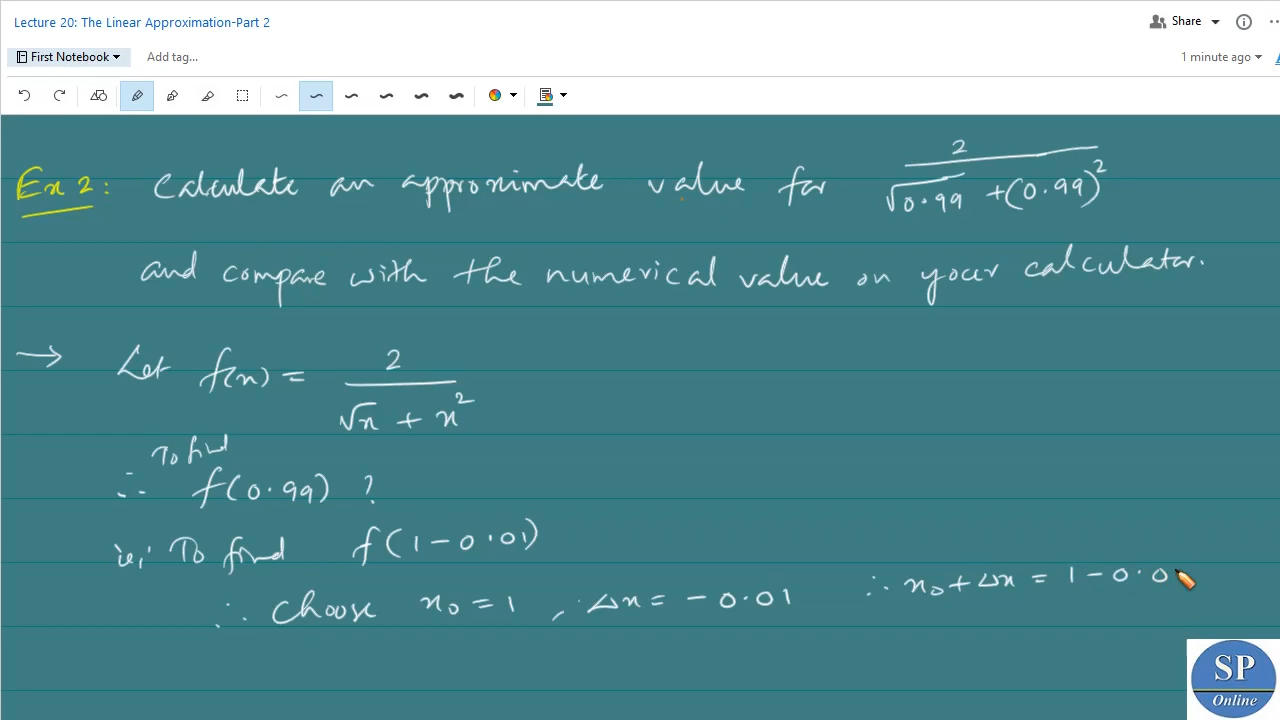 Lecture 20: The Linear Approximation-Part 2
Share
First Notebook
Add tag...
1 minute ago
Ex 2: Calculate an approximate value for 2/(√0.99 + (0.99)²)
and compare with the numerical value on your calculator.
→ Let f(x) = 2/(√x + x²)
To find
∴ f(0.99) ?
ie; To find f(1-0.01)
∴ choose x₀ = 1, Δx = -0.01 ∴ x₀+Δx = 1-0.0
SP
Online